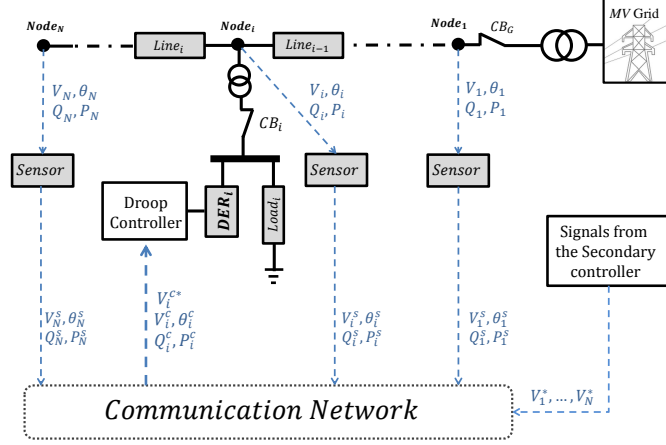 Node_N
Node_i
Node_1
CB_G
MV Grid
Line_i
Line_{i−1}
V_N, θ_N
Q_N, P_N
V_i, θ_i
Q_i, P_i
V_1, θ_1
Q_1, P_1
CB_i
Sensor
Sensor
Sensor
Droop
Controller
DER_i
Load_i
Signals from
the Secondary
controller
V_i^{c*}
V_i^c, θ_i^c
Q_i^c, P_i^c
V_N^s, θ_N^s
Q_N^s, P_N^s
V_i^s, θ_i^s
Q_i^s, P_i^s
V_1^s, θ_1^s
Q_1^s, P_1^s
V_1^*, …, V_N^*
Communication Network